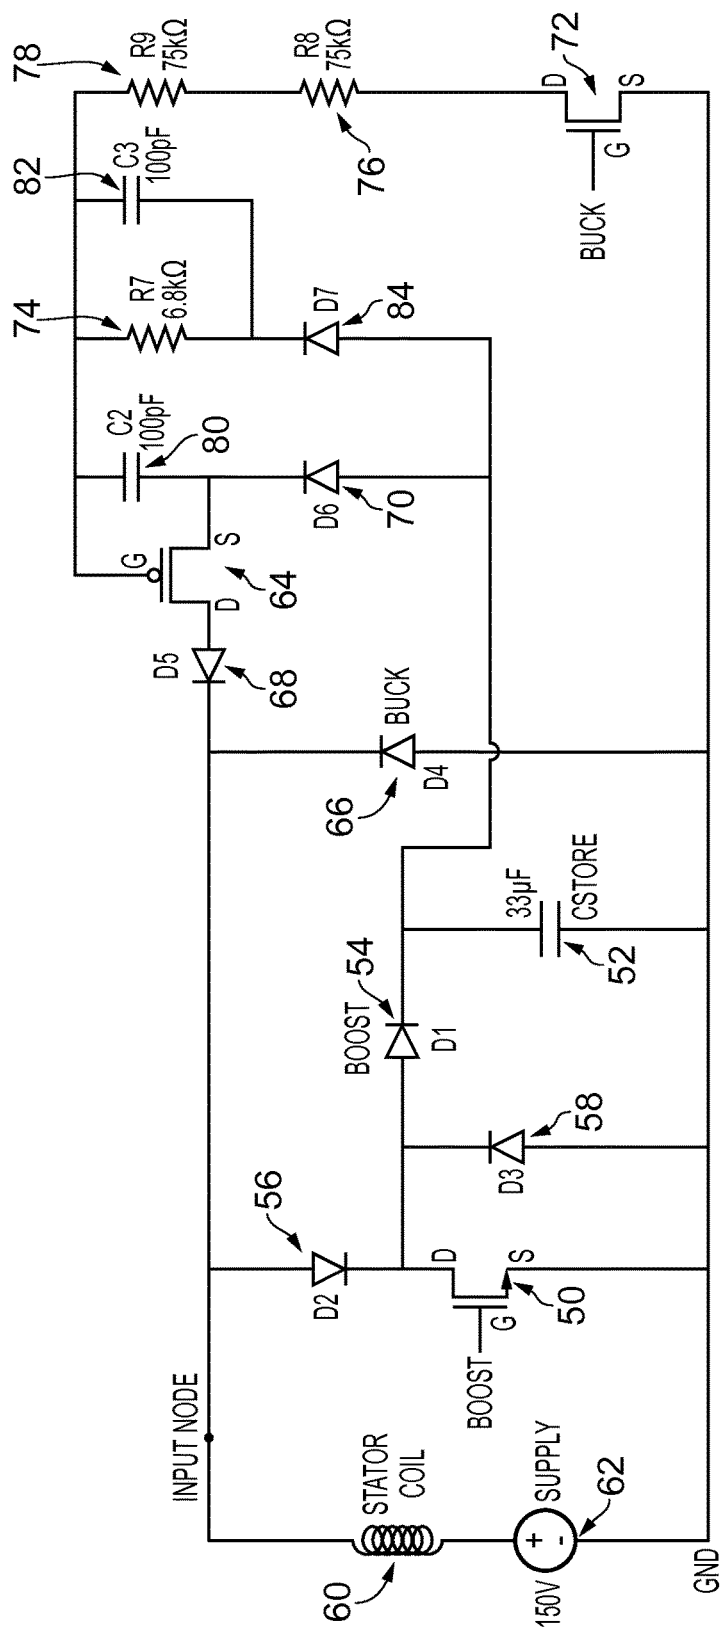 78
R9
75kΩ
R8
75kΩ
76
72
D
S
G
BUCK
82
C3
100pF
74
R7
6.8kΩ
D7
84
C2
100pF
80
D6
70
G
S
D
64
D5
68
BUCK
66
D4
33µF
CSTORE
52
BOOST
54
D1
D3
58
56
D2
D
S
G
50
BOOST
INPUT NODE
STATOR
COIL
60
150V
+
-
SUPPLY
62
GND